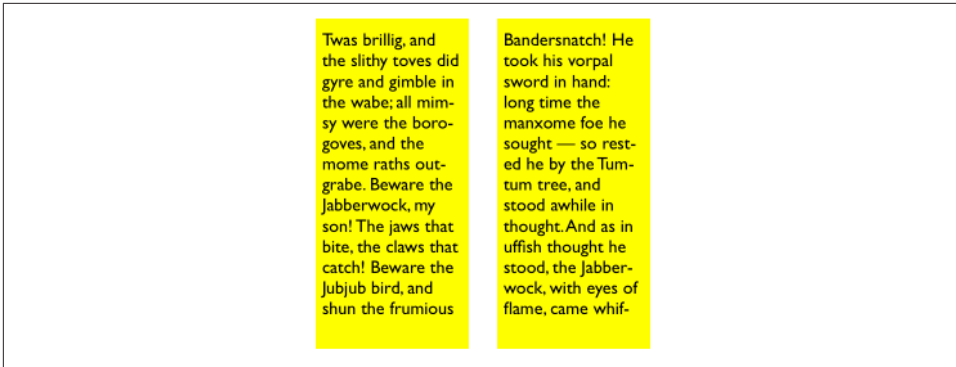 Twas brillig, and
the slithy toves did
gyre and gimble in
the wabe; all mim-
sy were the boro-
goves, and the
mome raths out-
grabe. Beware the
Jabberwock, my
son! The jaws that
bite, the claws that
catch! Beware the
Jubjub bird, and
shun the frumious
Bandersnatch! He
took his vorpal
sword in hand:
long time the
manxome foe he
sought — so rest-
ed he by the Tum-
tum tree, and
stood awhile in
thought. And as in
uffish thought he
stood, the Jabber-
wock, with eyes of
flame, came whif-